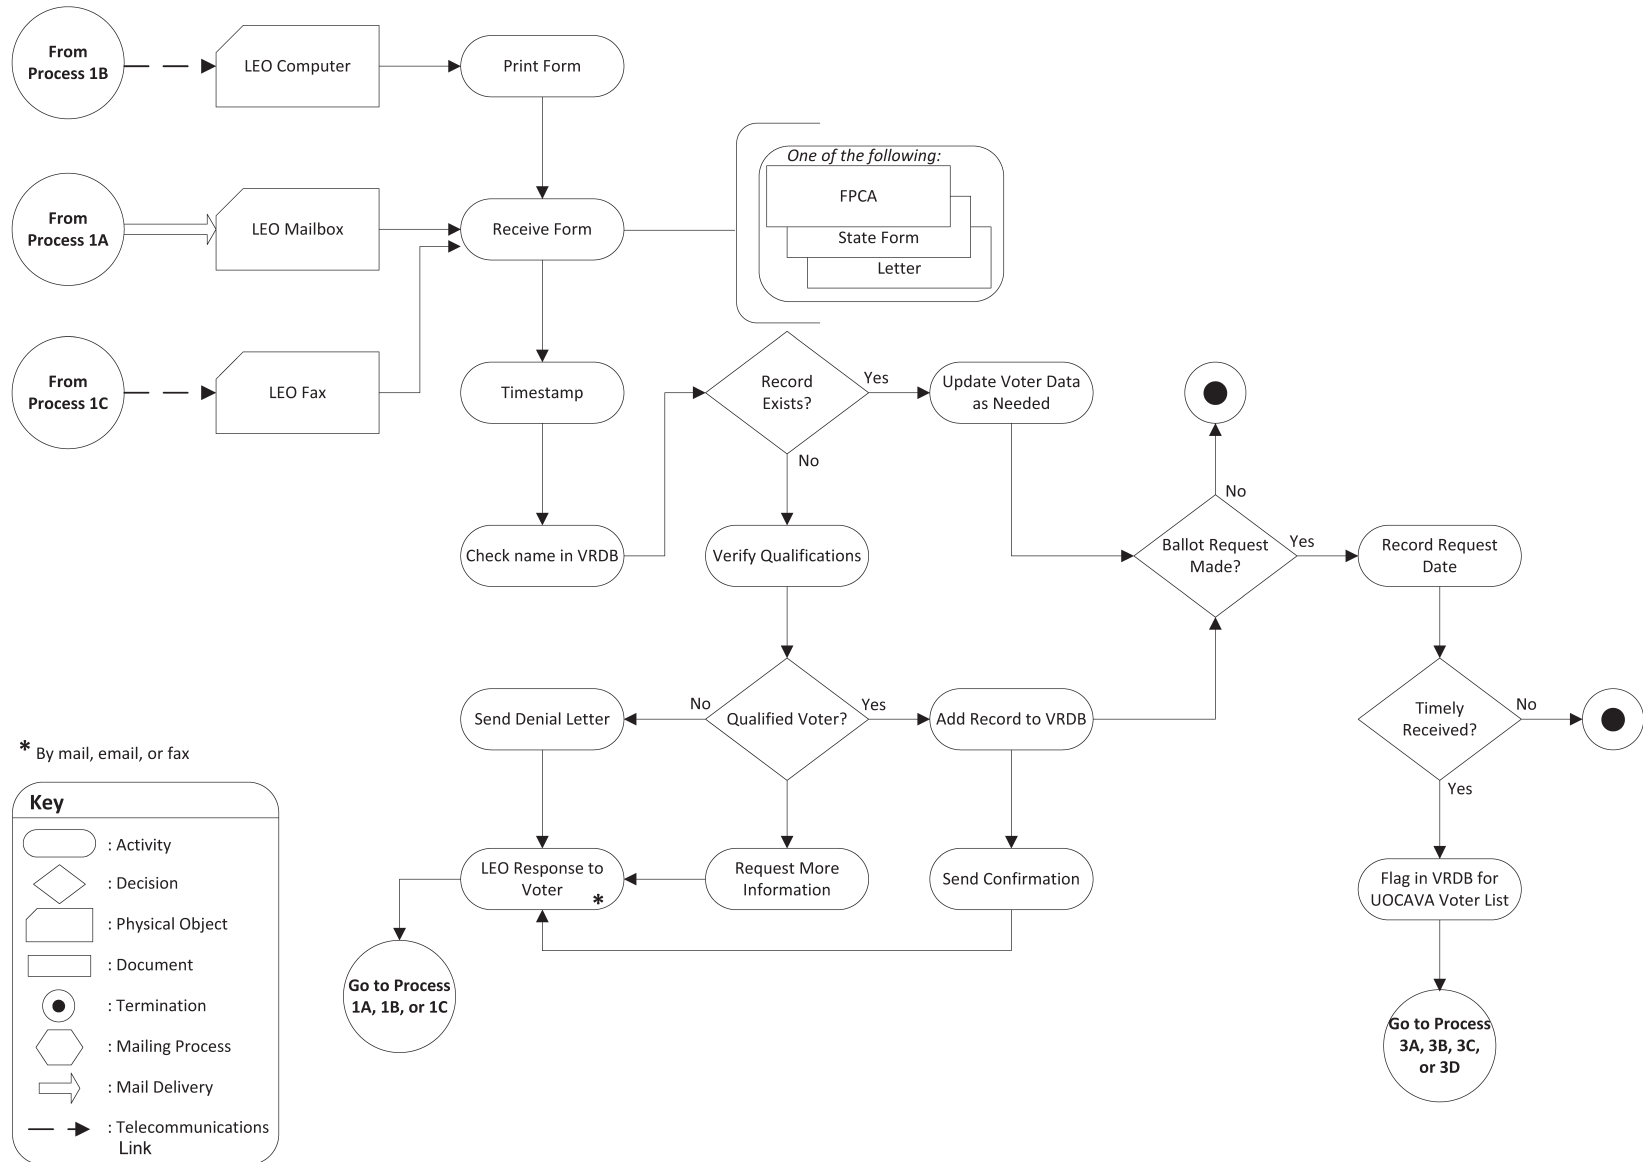 From
Process 1B
LEO Computer
Print Form
From
Process 1A
LEO Mailbox
Receive Form
One of the following:
FPCA
State Form
Letter
From
Process 1C
LEO Fax
Timestamp
Record
Exists?
Yes
No
Update Voter Data
as Needed
Check name in VRDB
Verify Qualifications
Ballot Request
Made?
No
Yes
Record Request
Date
Send Denial Letter
No
Qualified Voter?
Yes
Add Record to VRDB
Timely
Received?
No
Yes
* By mail, email, or fax
LEO Response to
Voter
*
Request More
Information
Send Confirmation
Flag in VRDB for
UOCAVA Voter List
Go to Process
1A, 1B, or 1C
Go to Process
3A, 3B, 3C,
or 3D
Key
: Activity
: Decision
: Physical Object
: Document
: Termination
: Mailing Process
: Mail Delivery
: Telecommunications
Link